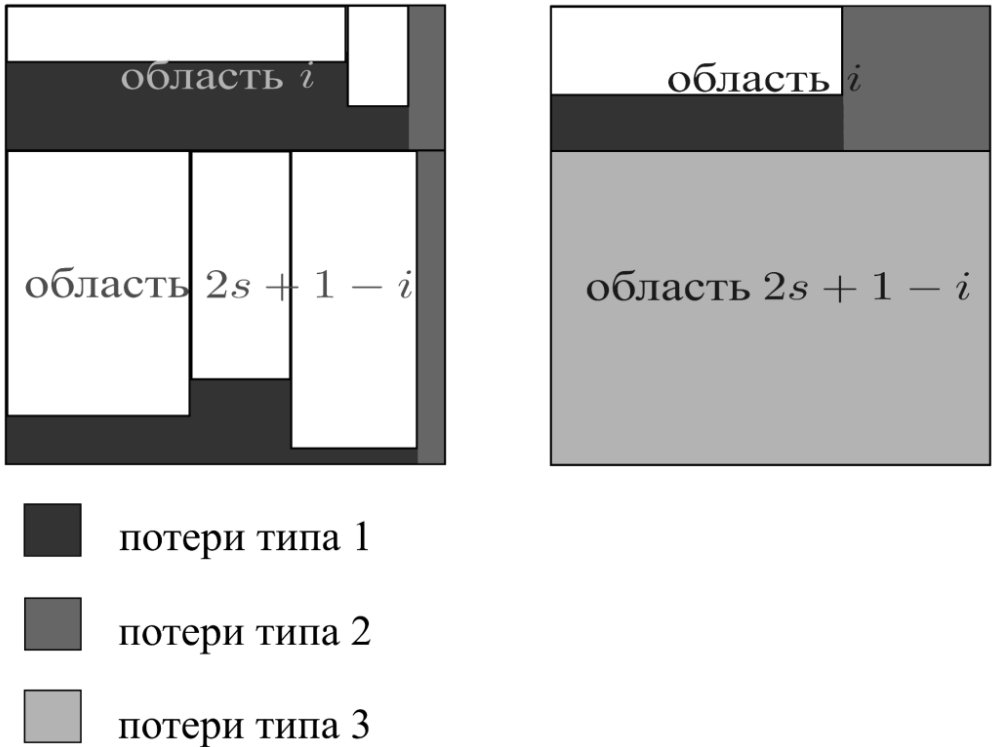 область i
область i
область 2s + 1 − i
область 2s + 1 − i
потери типа 1
потери типа 2
потери типа 3